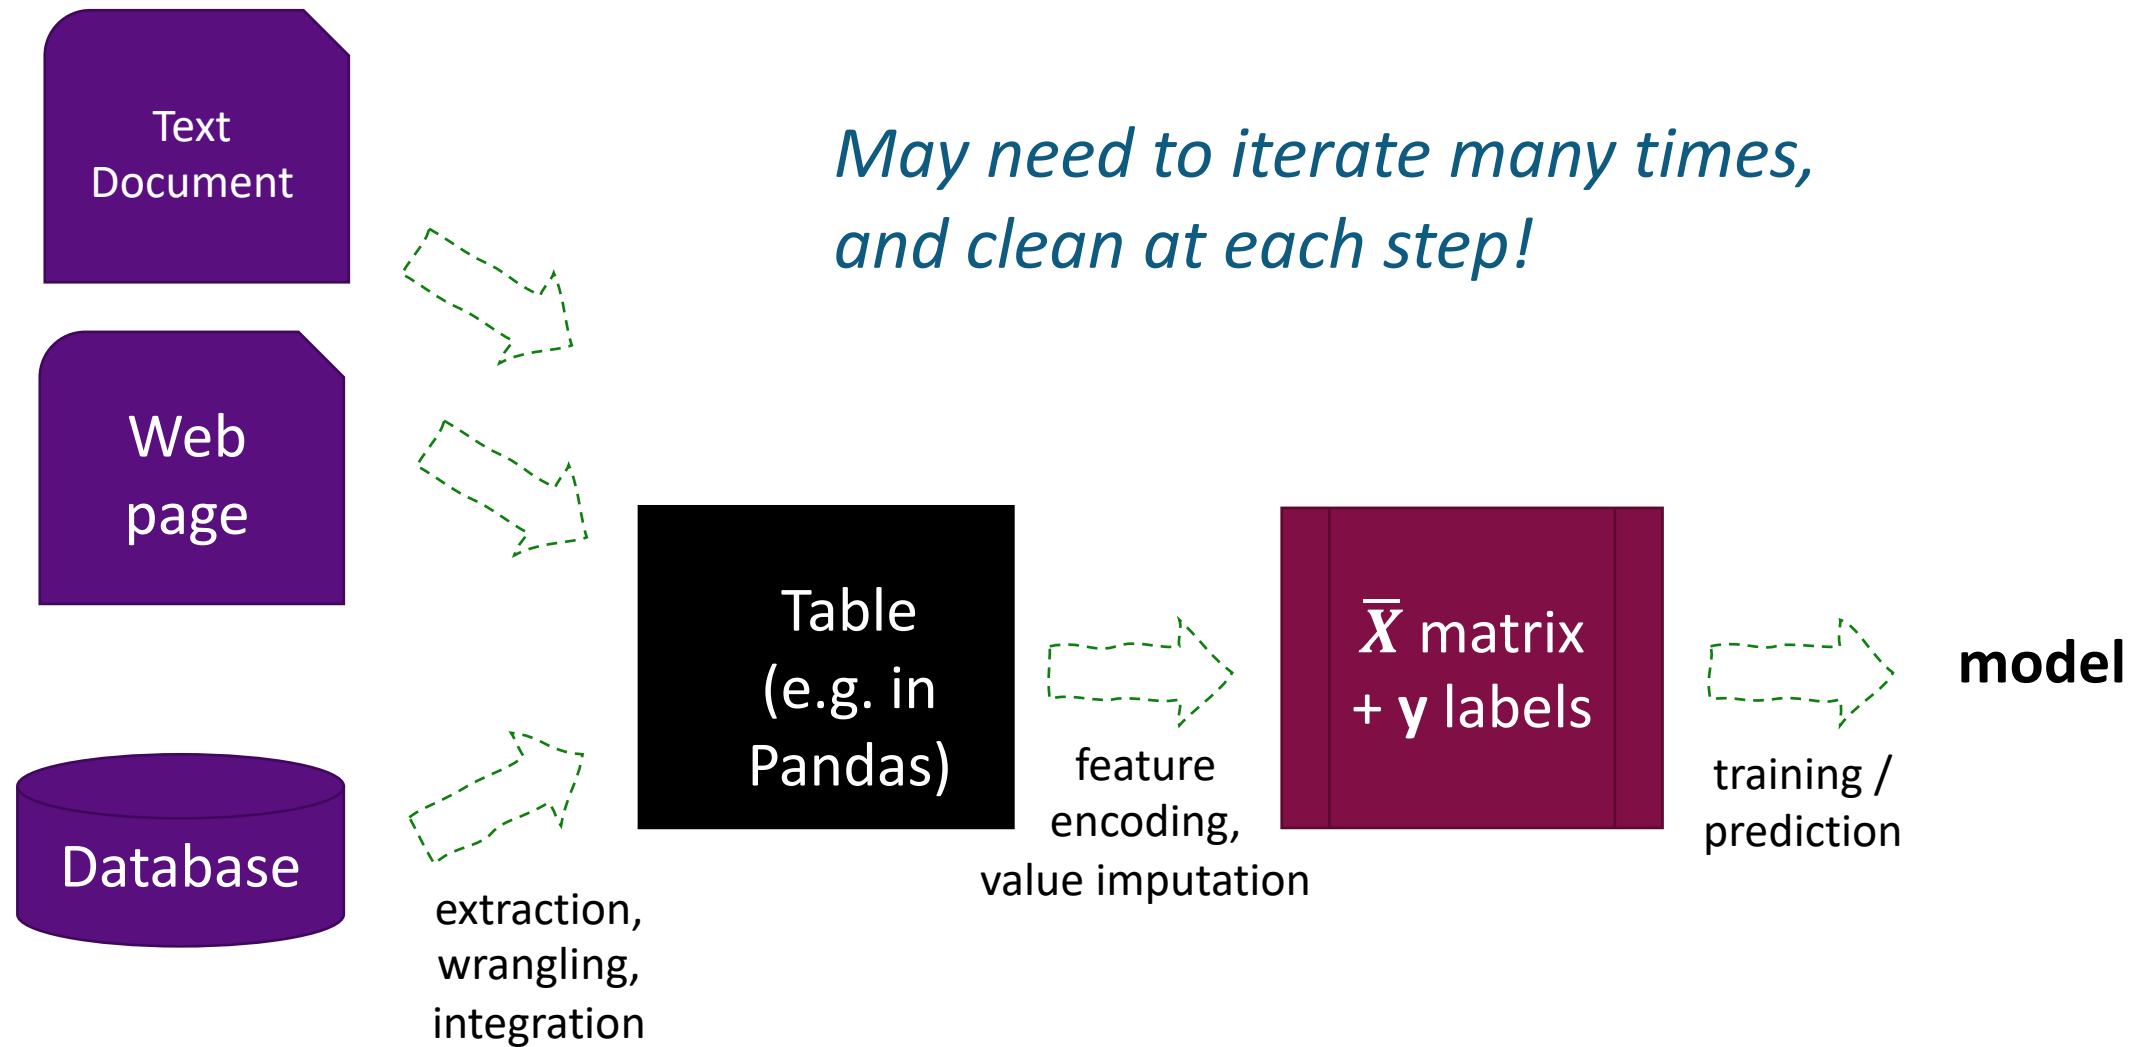 Text
Document
May need to iterate many times,
and clean at each step!
Web
page
Database
extraction,
wrangling,
integration
Table
(e.g. in
Pandas)
feature
encoding,
value imputation
X̅ matrix
+ y labels
training /
prediction
model